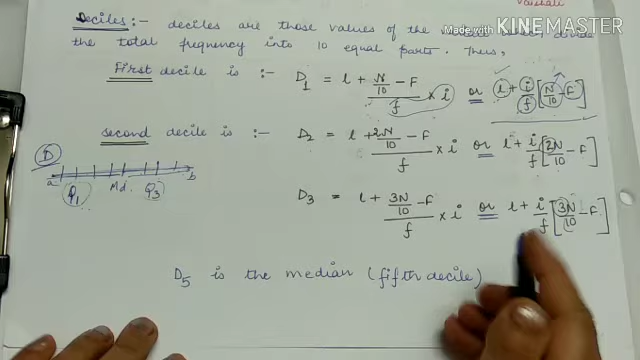 Vaishali
Made with KINEMASTER
Deciles :- deciles are those values of the divide
the total frequency into 10 equal parts. Thus,
First decile is :- D1 = l + (N/10 - F)/f × i or l + i/f [N/10 - F]
second decile is :- D2 = l + (2N/10 - F)/f × i or l + i/f [2N/10 - F]
D
a Md. b
Q1 Q3
D3 = l + (3N/10 - F)/f × i or l + i/f [3N/10 - F]
D5 is the median (fifth decile)